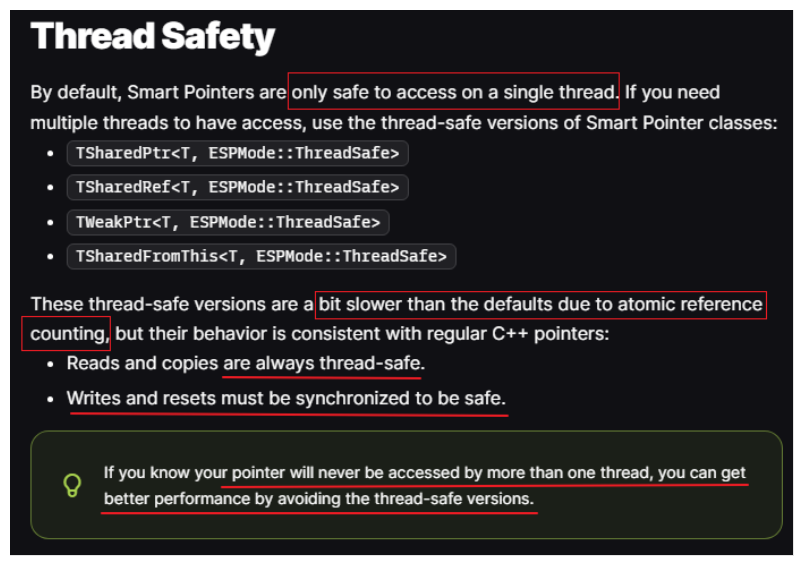 Thread Safety
By default, Smart Pointers are only safe to access on a single thread. If you need
multiple threads to have access, use the thread-safe versions of Smart Pointer classes:
• TSharedPtr<T, ESPMode::ThreadSafe>
• TSharedRef<T, ESPMode::ThreadSafe>
• TWeakPtr<T, ESPMode::ThreadSafe>
• TSharedFromThis<T, ESPMode::ThreadSafe>
These thread-safe versions are a bit slower than the defaults due to atomic reference
counting, but their behavior is consistent with regular C++ pointers:
• Reads and copies are always thread-safe.
• Writes and resets must be synchronized to be safe.
If you know your pointer will never be accessed by more than one thread, you can get
better performance by avoiding the thread-safe versions.